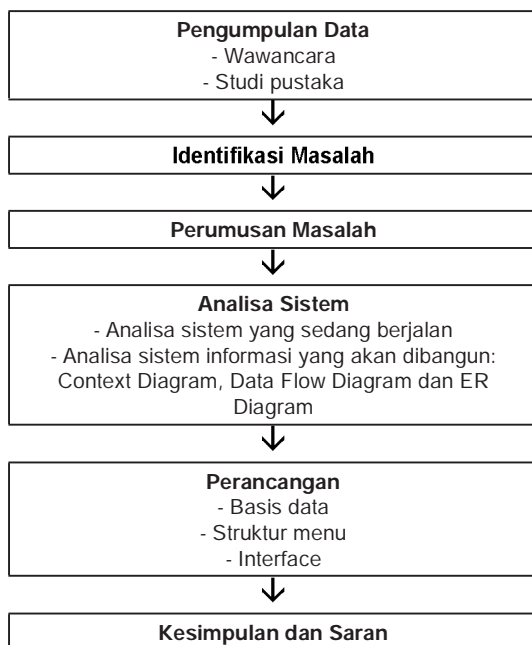 Pengumpulan Data
- Wawancara
- Studi pustaka
Identifikasi Masalah
Perumusan Masalah
Analisa Sistem
- Analisa sistem yang sedang berjalan
- Analisa sistem informasi yang akan dibangun:
Context Diagram, Data Flow Diagram dan ER
Diagram
Perancangan
- Basis data
- Struktur menu
- Interface
Kesimpulan dan Saran